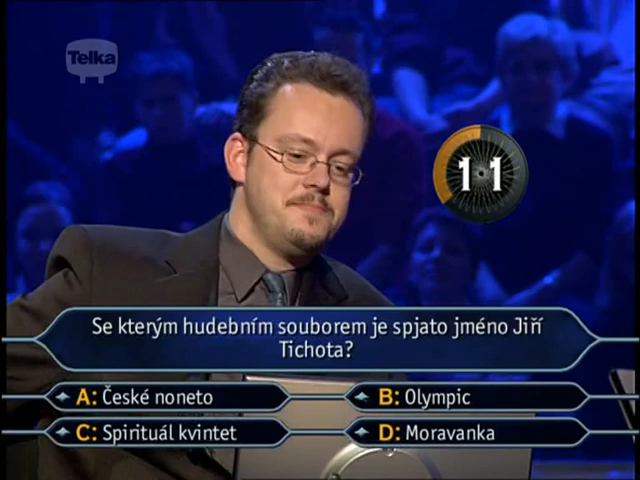 Telka
11
Se kterým hudebním souborem je spjato jméno Jiří
Tichota?
A: České noneto
B: Olympic
C: Spirituál kvintet
D: Moravanka